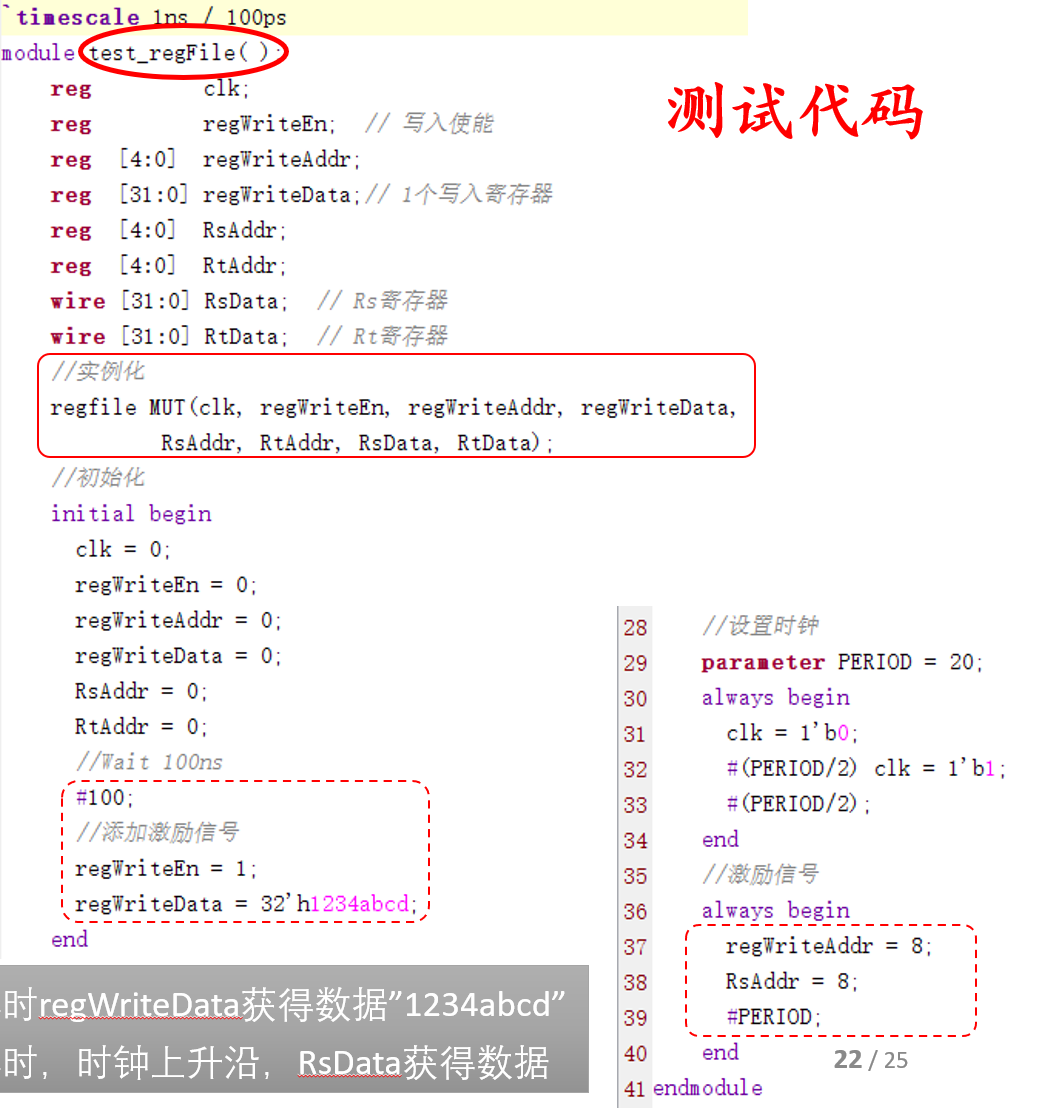 `timescale 1ns / 100ps
module test_regFile( );
reg clk;
reg regWriteEn; // 写入使能
reg [4:0] regWriteAddr;
reg [31:0] regWriteData;// 1个写入寄存器
reg [4:0] RsAddr;
reg [4:0] RtAddr;
wire [31:0] RsData; // Rs寄存器
wire [31:0] RtData; // Rt寄存器
//实例化
regfile MUT(clk, regWriteEn, regWriteAddr, regWriteData,
RsAddr, RtAddr, RsData, RtData);
//初始化
initial begin
clk = 0;
regWriteEn = 0;
regWriteAddr = 0;
regWriteData = 0;
RsAddr = 0;
RtAddr = 0;
//Wait 100ns
#100;
//添加激励信号
regWriteEn = 1;
regWriteData = 32'h1234abcd;
end
测试代码
28 //设置时钟
29 parameter PERIOD = 20;
30 always begin
31 clk = 1'b0;
32 #(PERIOD/2) clk = 1'b1;
33 #(PERIOD/2);
34 end
35 //激励信号
36 always begin
37 regWriteAddr = 8;
38 RsAddr = 8;
39 #PERIOD;
40 end
41 endmodule
时regWriteData获得数据”1234abcd”
时，时钟上升沿，RsData获得数据
22 / 25